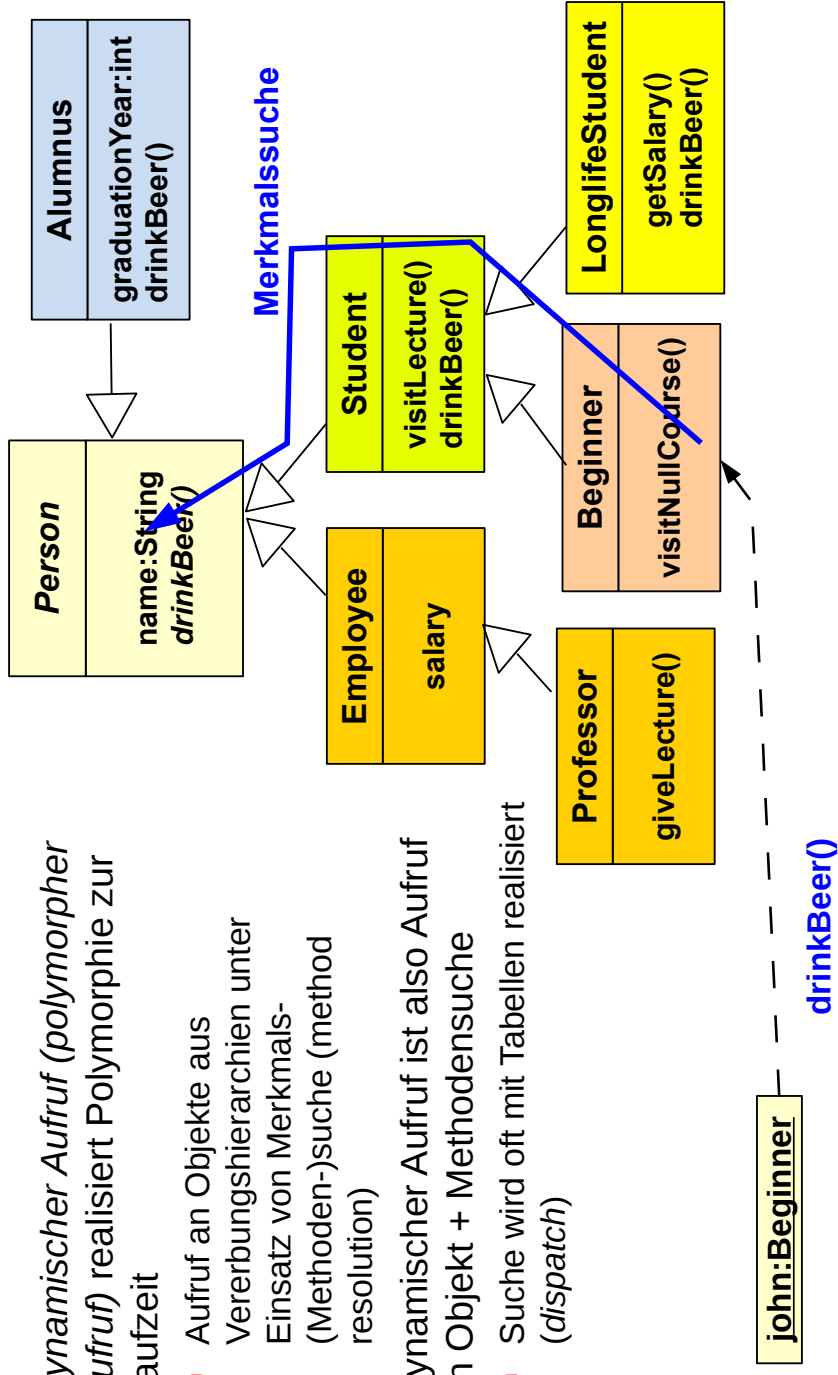 ynamischer Aufruf (polymorpher
ufruf) realisiert Polymorphie zur
aufzeit
Aufruf an Objekte aus
Vererbungshierarchien unter
Einsatz von Merkmals-
(Methoden-)suche (method
resolution)
ynamischer Aufruf ist also Aufruf
n Objekt + Methodensuche
Suche wird oft mit Tabellen realisiert
(dispatch)
Person
name:String
drinkBeer()
Alumnus
graduationYear:int
drinkBeer()
Merkmalssuche
Employee
salary
Student
visitLecture()
drinkBeer()
Professor
giveLecture()
Beginner
visitNullCourse()
LonglifeStudent
getSalary()
drinkBeer()
john:Beginner
drinkBeer()